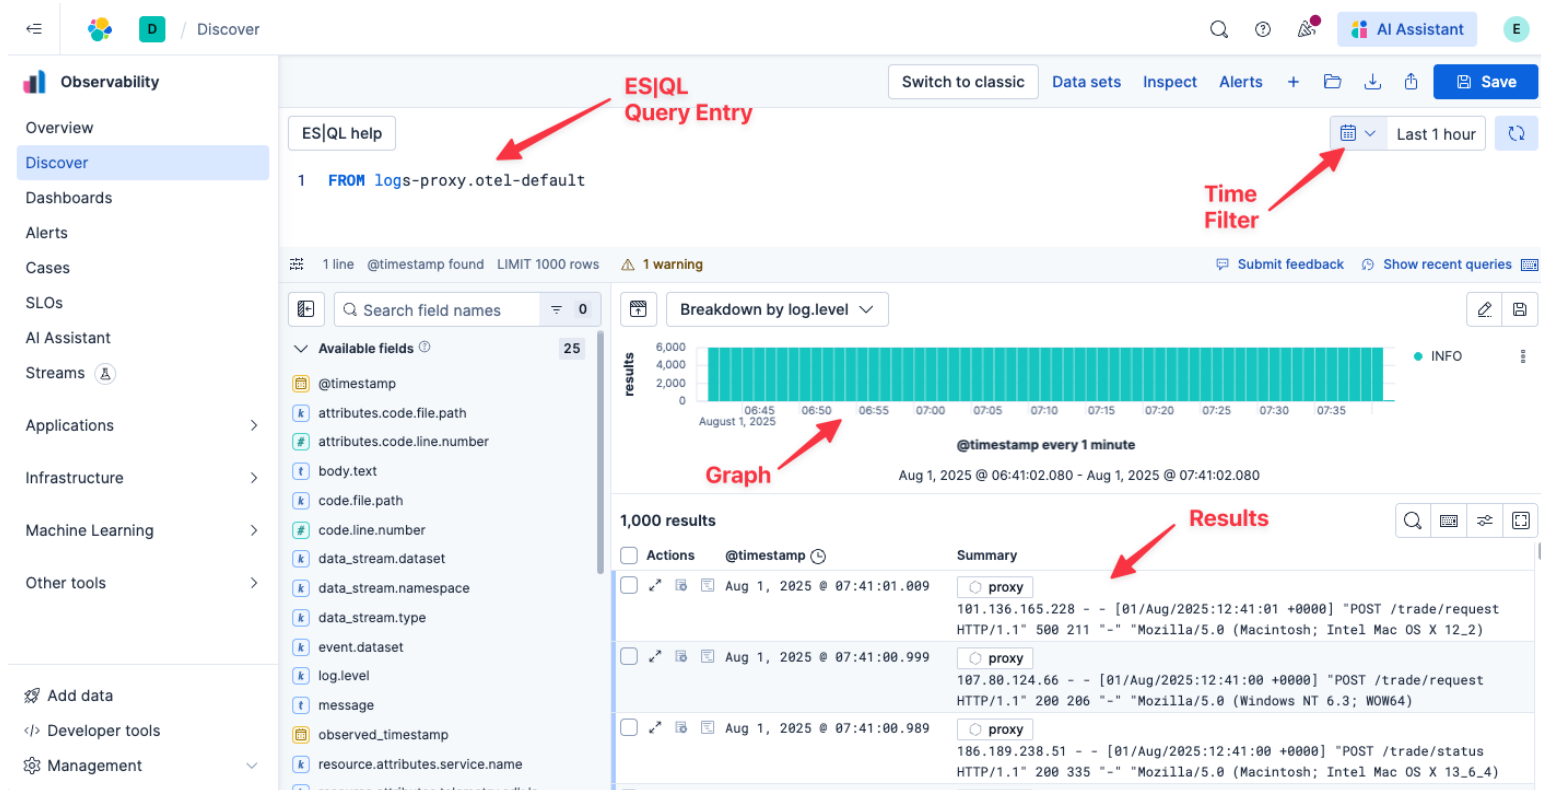 D / Discover
AI Assistant
E
Observability
Overview
Discover
Dashboards
Alerts
Cases
SLOs
AI Assistant
Streams
Applications
Infrastructure
Machine Learning
Other tools
Add data
Developer tools
Management
Switch to classic
Data sets
Inspect
Alerts
Save
ES|QL
Query Entry
ES|QL help
Last 1 hour
1 FROM logs-proxy.otel-default
Time
Filter
1 line @timestamp found LIMIT 1000 rows 1 warning
Submit feedback
Show recent queries
Search field names
0
Available fields
25
@timestamp
attributes.code.file.path
attributes.code.line.number
body.text
code.file.path
code.line.number
data_stream.dataset
data_stream.namespace
data_stream.type
event.dataset
log.level
message
observed_timestamp
resource.attributes.service.name
Breakdown by log.level
results
6,000
4,000
2,000
0
06:45 06:50 06:55 07:00 07:05 07:10 07:15 07:20 07:25 07:30 07:35
August 1, 2025
INFO
@timestamp every 1 minute
Graph
Aug 1, 2025 @ 06:41:02.080 - Aug 1, 2025 @ 07:41:02.080
1,000 results
Results
Actions @timestamp Summary
Aug 1, 2025 @ 07:41:01.009 proxy
101.136.165.228 - - [01/Aug/2025:12:41:01 +0000] "POST /trade/request
HTTP/1.1" 500 211 "-" "Mozilla/5.0 (Macintosh; Intel Mac OS X 12_2)
Aug 1, 2025 @ 07:41:00.999 proxy
107.80.124.66 - - [01/Aug/2025:12:41:00 +0000] "POST /trade/request
HTTP/1.1" 200 206 "-" "Mozilla/5.0 (Windows NT 6.3; WOW64)
Aug 1, 2025 @ 07:41:00.989 proxy
186.189.238.51 - - [01/Aug/2025:12:41:00 +0000] "POST /trade/status
HTTP/1.1" 200 335 "-" "Mozilla/5.0 (Macintosh; Intel Mac OS X 13_6_4)